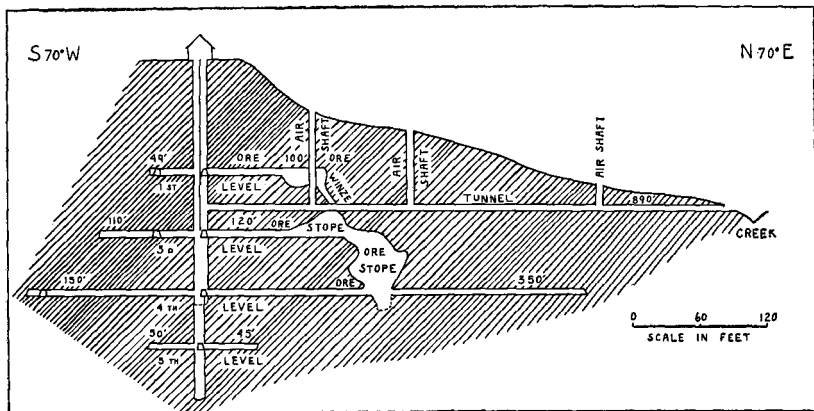 S 70° W
N 70° E
AIR SHAFT
AIR SHAFT
AIR SHAFT
49'
ORE 100' ORE
1 ST LEVEL
WINZE
TUNNEL 890'
CREEK
110'
120' ORE
STOPE
3 D LEVEL
ORE
STOPE
150'
ORE
350'
4 TH LEVEL
50' 45'
5 TH LEVEL
0 60 120
SCALE IN FEET